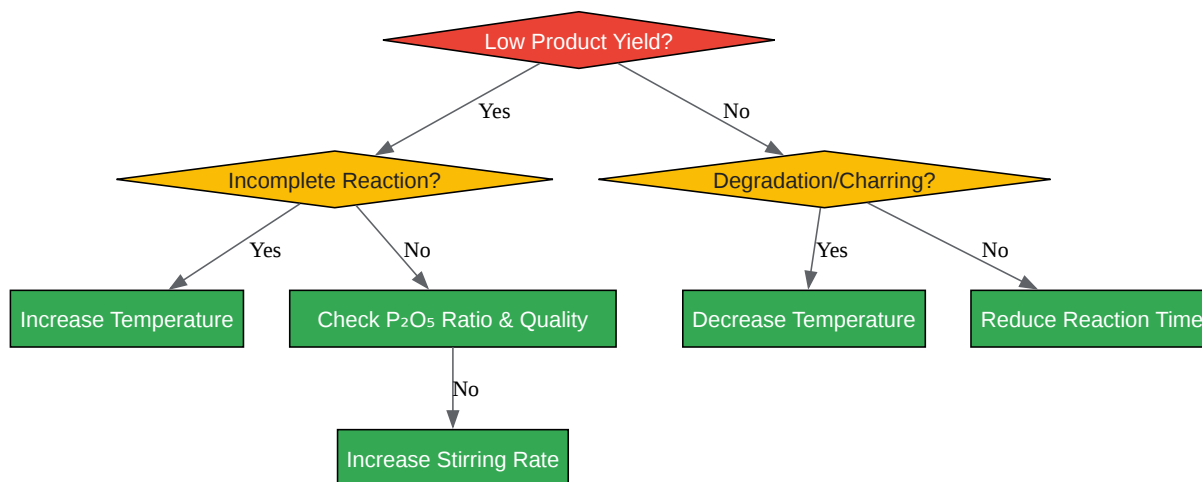 Low Product Yield?
Yes
No
Incomplete Reaction?
Degradation/Charring?
Yes
No
Yes
No
Increase Temperature
Check P₂O₅ Ratio & Quality
Decrease Temperature
Reduce Reaction Time
No
Increase Stirring Rate